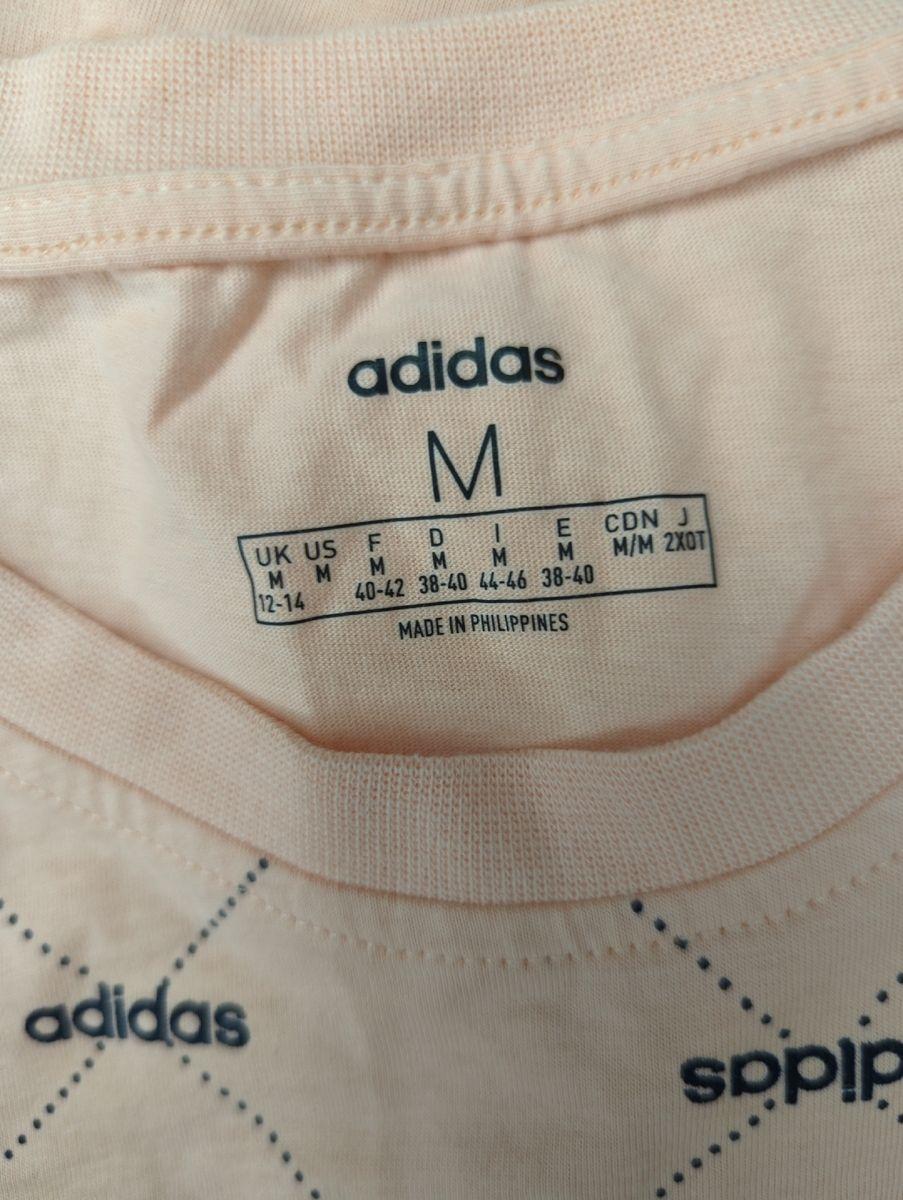 adidas
M
UK US F D I E CDN J
M M M M M M M/M 2XOT
12-14 40-42 38-40 44-46 38-40
MADE IN PHILIPPINES
adidas
adidas